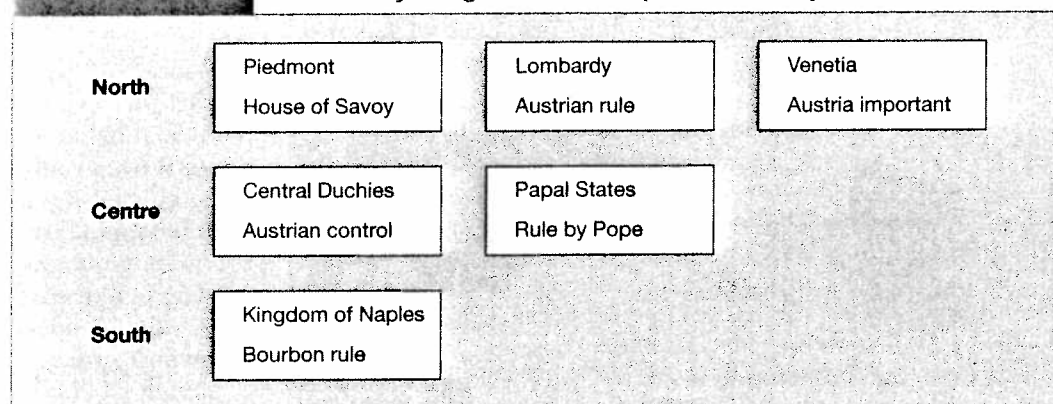 North
Piedmont
House of Savoy
Lombardy
Austrian rule
Venetia
Austria important
Centre
Central Duchies
Austrian control
Papal States
Rule by Pope
South
Kingdom of Naples
Bourbon rule